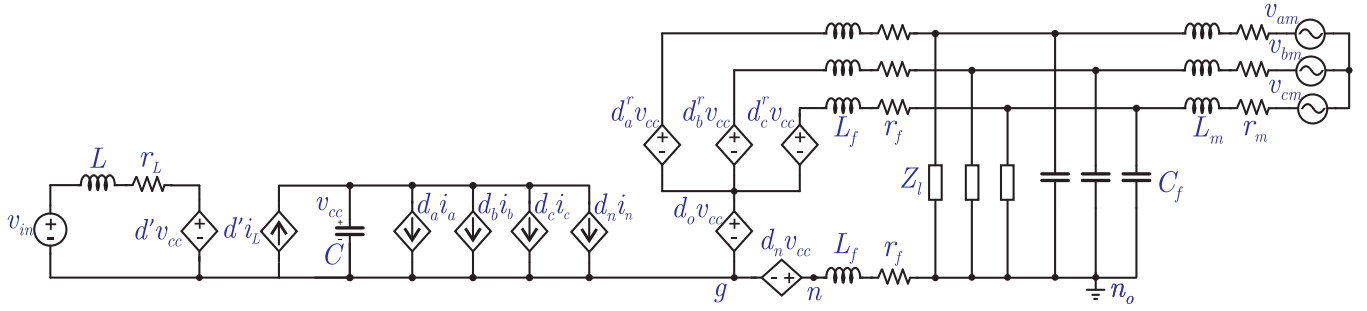 v_am
v_bm
v_cm
d_a^r v_cc
d_b^r v_cc
d_c^r v_cc
L_f
r_f
L_m
r_m
L
r_L
v_in
d'v_cc
d'i_L
v_cc
C
d_a i_a
d_b i_b
d_c i_c
d_n i_n
d_o v_cc
Z_l
C_f
d_n v_cc
L_f
r_f
g
n
n_o